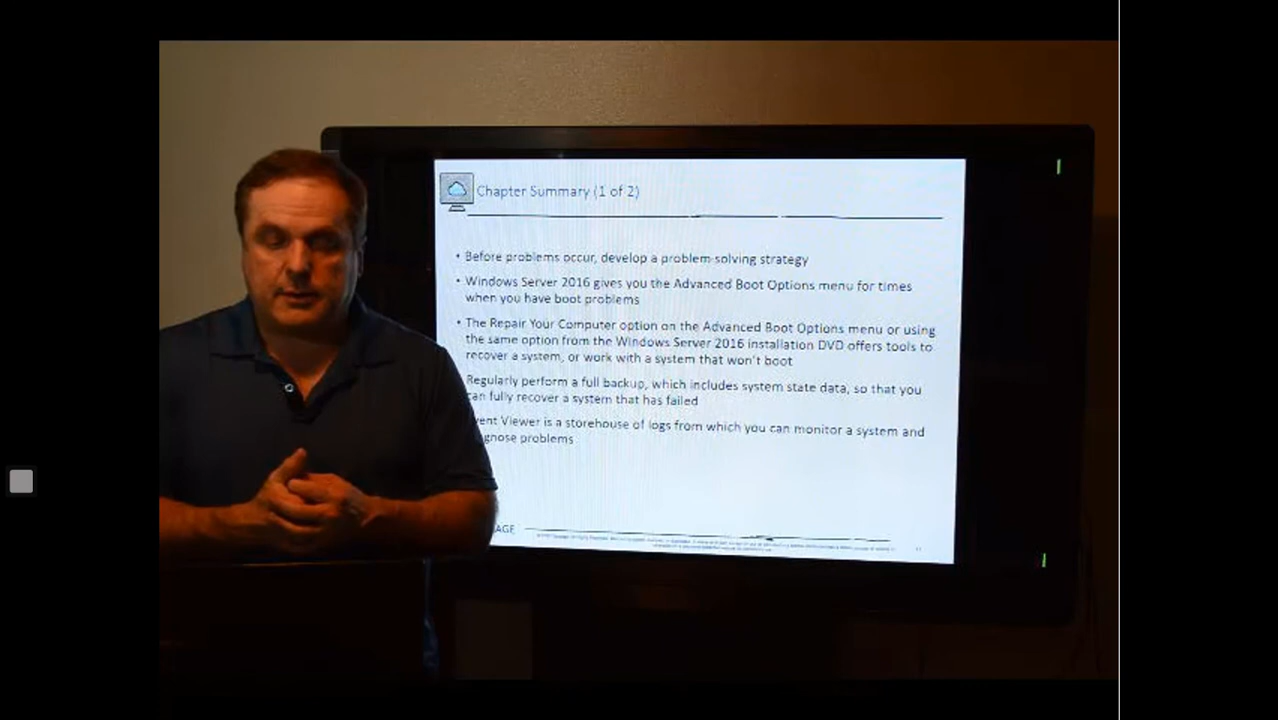 Chapter Summary (1 of 2)
• Before problems occur, develop a problem-solving strategy
• Windows Server 2016 gives you the Advanced Boot Options menu for times
when you have boot problems
• The Repair Your Computer option on the Advanced Boot Options menu or using
the same option from the Windows Server 2016 installation DVD offers tools to
recover a system, or work with a system that won't boot
Regularly perform a full backup, which includes system state data, so that you
can fully recover a system that has failed
vent Viewer is a storehouse of logs from which you can monitor a system and
gnose problems
AGE